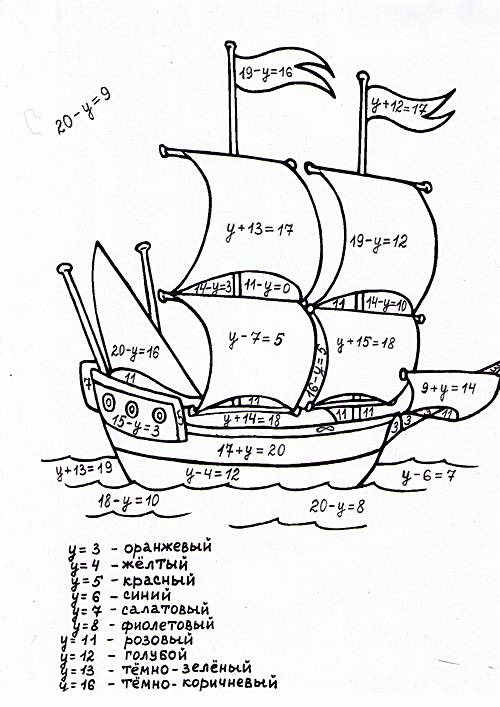 19-у=16
20-у=9
у+12=17
у+13=17
19-у=12
14-у=3
11-у=0
11
14-у=10
у-7=5
16-у=5
у+15=18
20-у=16
11
7
9+у=14
11
11
11
15-у=3
у+14=18
3
3
11
17+у=20
у+13=19
у-4=12
у-6=7
18-у=10
20-у=8
у=3 - оранжевый
у=4 - жёлтый
у=5 - красный
у=6 - синий
у=7 - салатовый
у=8 - фиолетовый
у=11 - розовый
у=12 - голубой
у=13 - тёмно-зелёный
у=16 - тёмно-коричневый